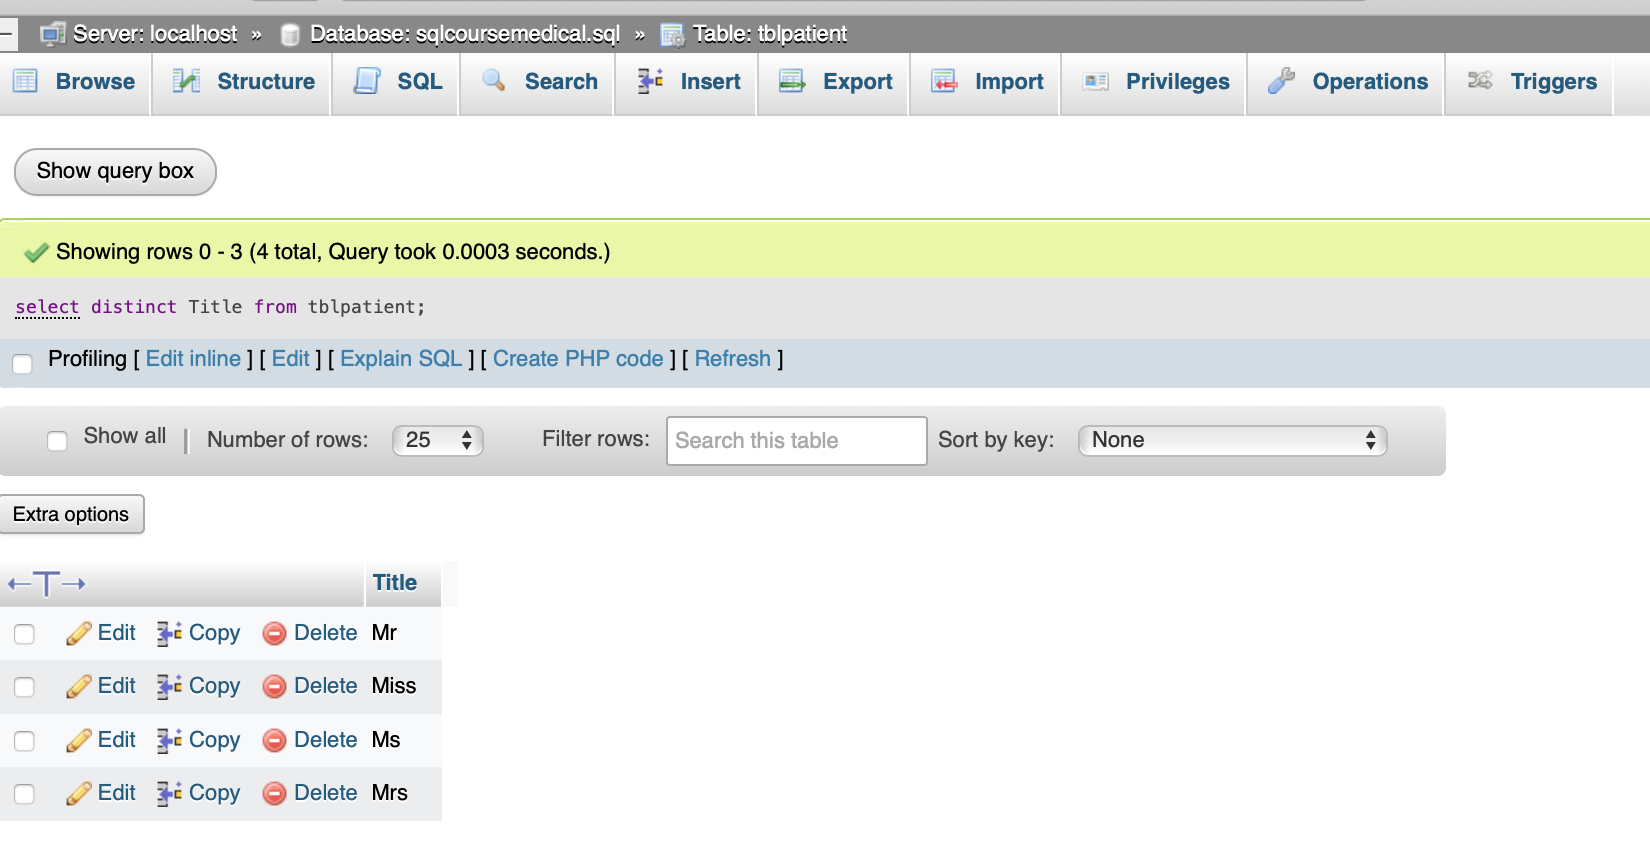 Server: localhost » Database: sqlcoursemedical.sql » Table: tblpatient
Browse Structure SQL Search Insert Export Import Privileges Operations Triggers
Show query box
Showing rows 0 - 3 (4 total, Query took 0.0003 seconds.)
select distinct Title from tblpatient;
Profiling [ Edit inline ] [ Edit ] [ Explain SQL ] [ Create PHP code ] [ Refresh ]
Show all | Number of rows: 25 Filter rows: Search this table Sort by key: None
Extra options
←T→ Title
Edit Copy Delete Mr
Edit Copy Delete Miss
Edit Copy Delete Ms
Edit Copy Delete Mrs